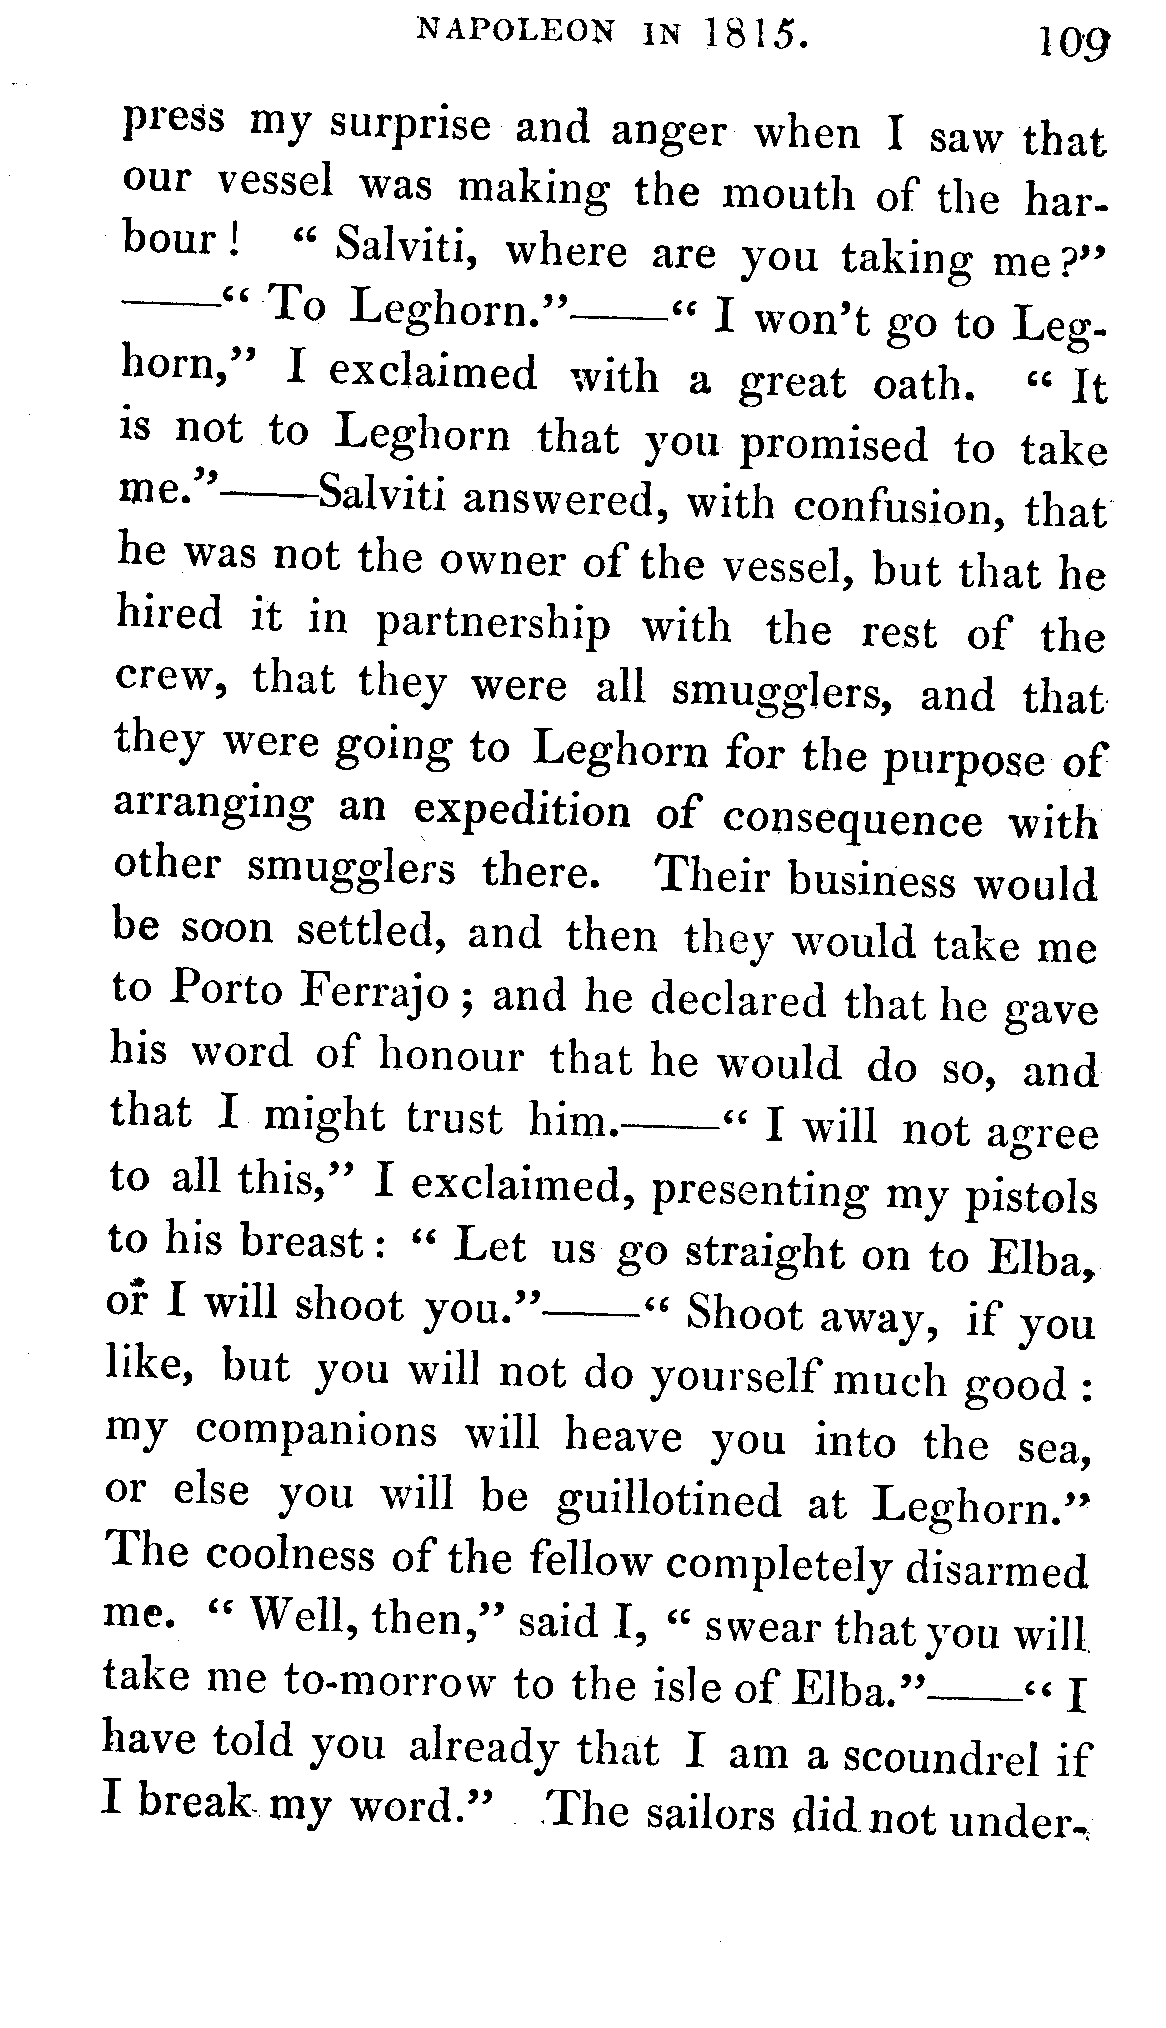 NAPOLEON IN 1815. 109
press my surprise and anger when I saw that
our vessel was making the mouth of the har-
bour! “ Salviti, where are you taking me?”
——“ To Leghorn.”——“ I won’t go to Leg-
horn,” I exclaimed with a great oath. “ It
is not to Leghorn that you promised to take
me.”——Salviti answered, with confusion, that
he was not the owner of the vessel, but that he
hired it in partnership with the rest of the
crew, that they were all smugglers, and that
they were going to Leghorn for the purpose of
arranging an expedition of consequence with
other smugglers there. Their business would
be soon settled, and then they would take me
to Porto Ferrajo; and he declared that he gave
his word of honour that he would do so, and
that I might trust him.——“ I will not agree
to all this,” I exclaimed, presenting my pistols
to his breast: “ Let us go straight on to Elba,
or I will shoot you.”——“ Shoot away, if you
like, but you will not do yourself much good:
my companions will heave you into the sea,
or else you will be guillotined at Leghorn.”
The coolness of the fellow completely disarmed
me. “ Well, then,” said I, “ swear that you will
take me to-morrow to the isle of Elba.”——“ I
have told you already that I am a scoundrel if
I break my word.” The sailors did not under-